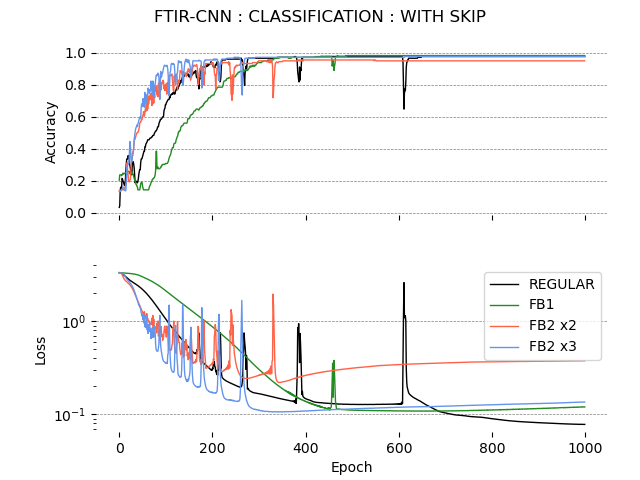 FTIR-CNN : CLASSIFICATION : WITH SKIP
1.0
0.8
0.6
0.4
0.2
0.0
Accuracy
REGULAR
FB1
FB2 x2
FB2 x3
10⁰
10⁻¹
Loss
0 200 400 600 800 1000
Epoch